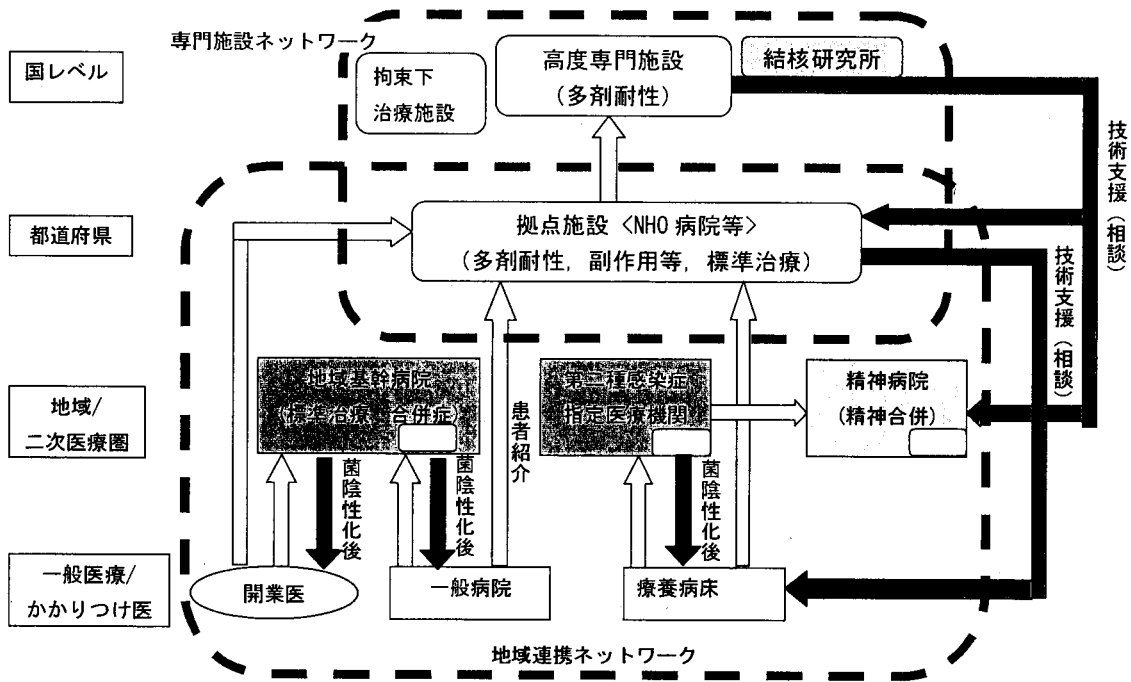 専門施設ネットワーク
国レベル
拘束下
治療施設
高度専門施設
(多剤耐性)
結核研究所
技術支援(相談)
都道府県
拠点施設〈NHO 病院等〉
(多剤耐性, 副作用等, 標準治療)
技術支援(相談)
地域/
二次医療圏
地域基幹病院
(標準治療, 合併症)
患者紹介
第二種感染症
指定医療機関
精神病院
(精神合併)
菌陰性化後
菌陰性化後
菌陰性化後
一般医療/
かかりつけ医
開業医
一般病院
療養病床
地域連携ネットワーク